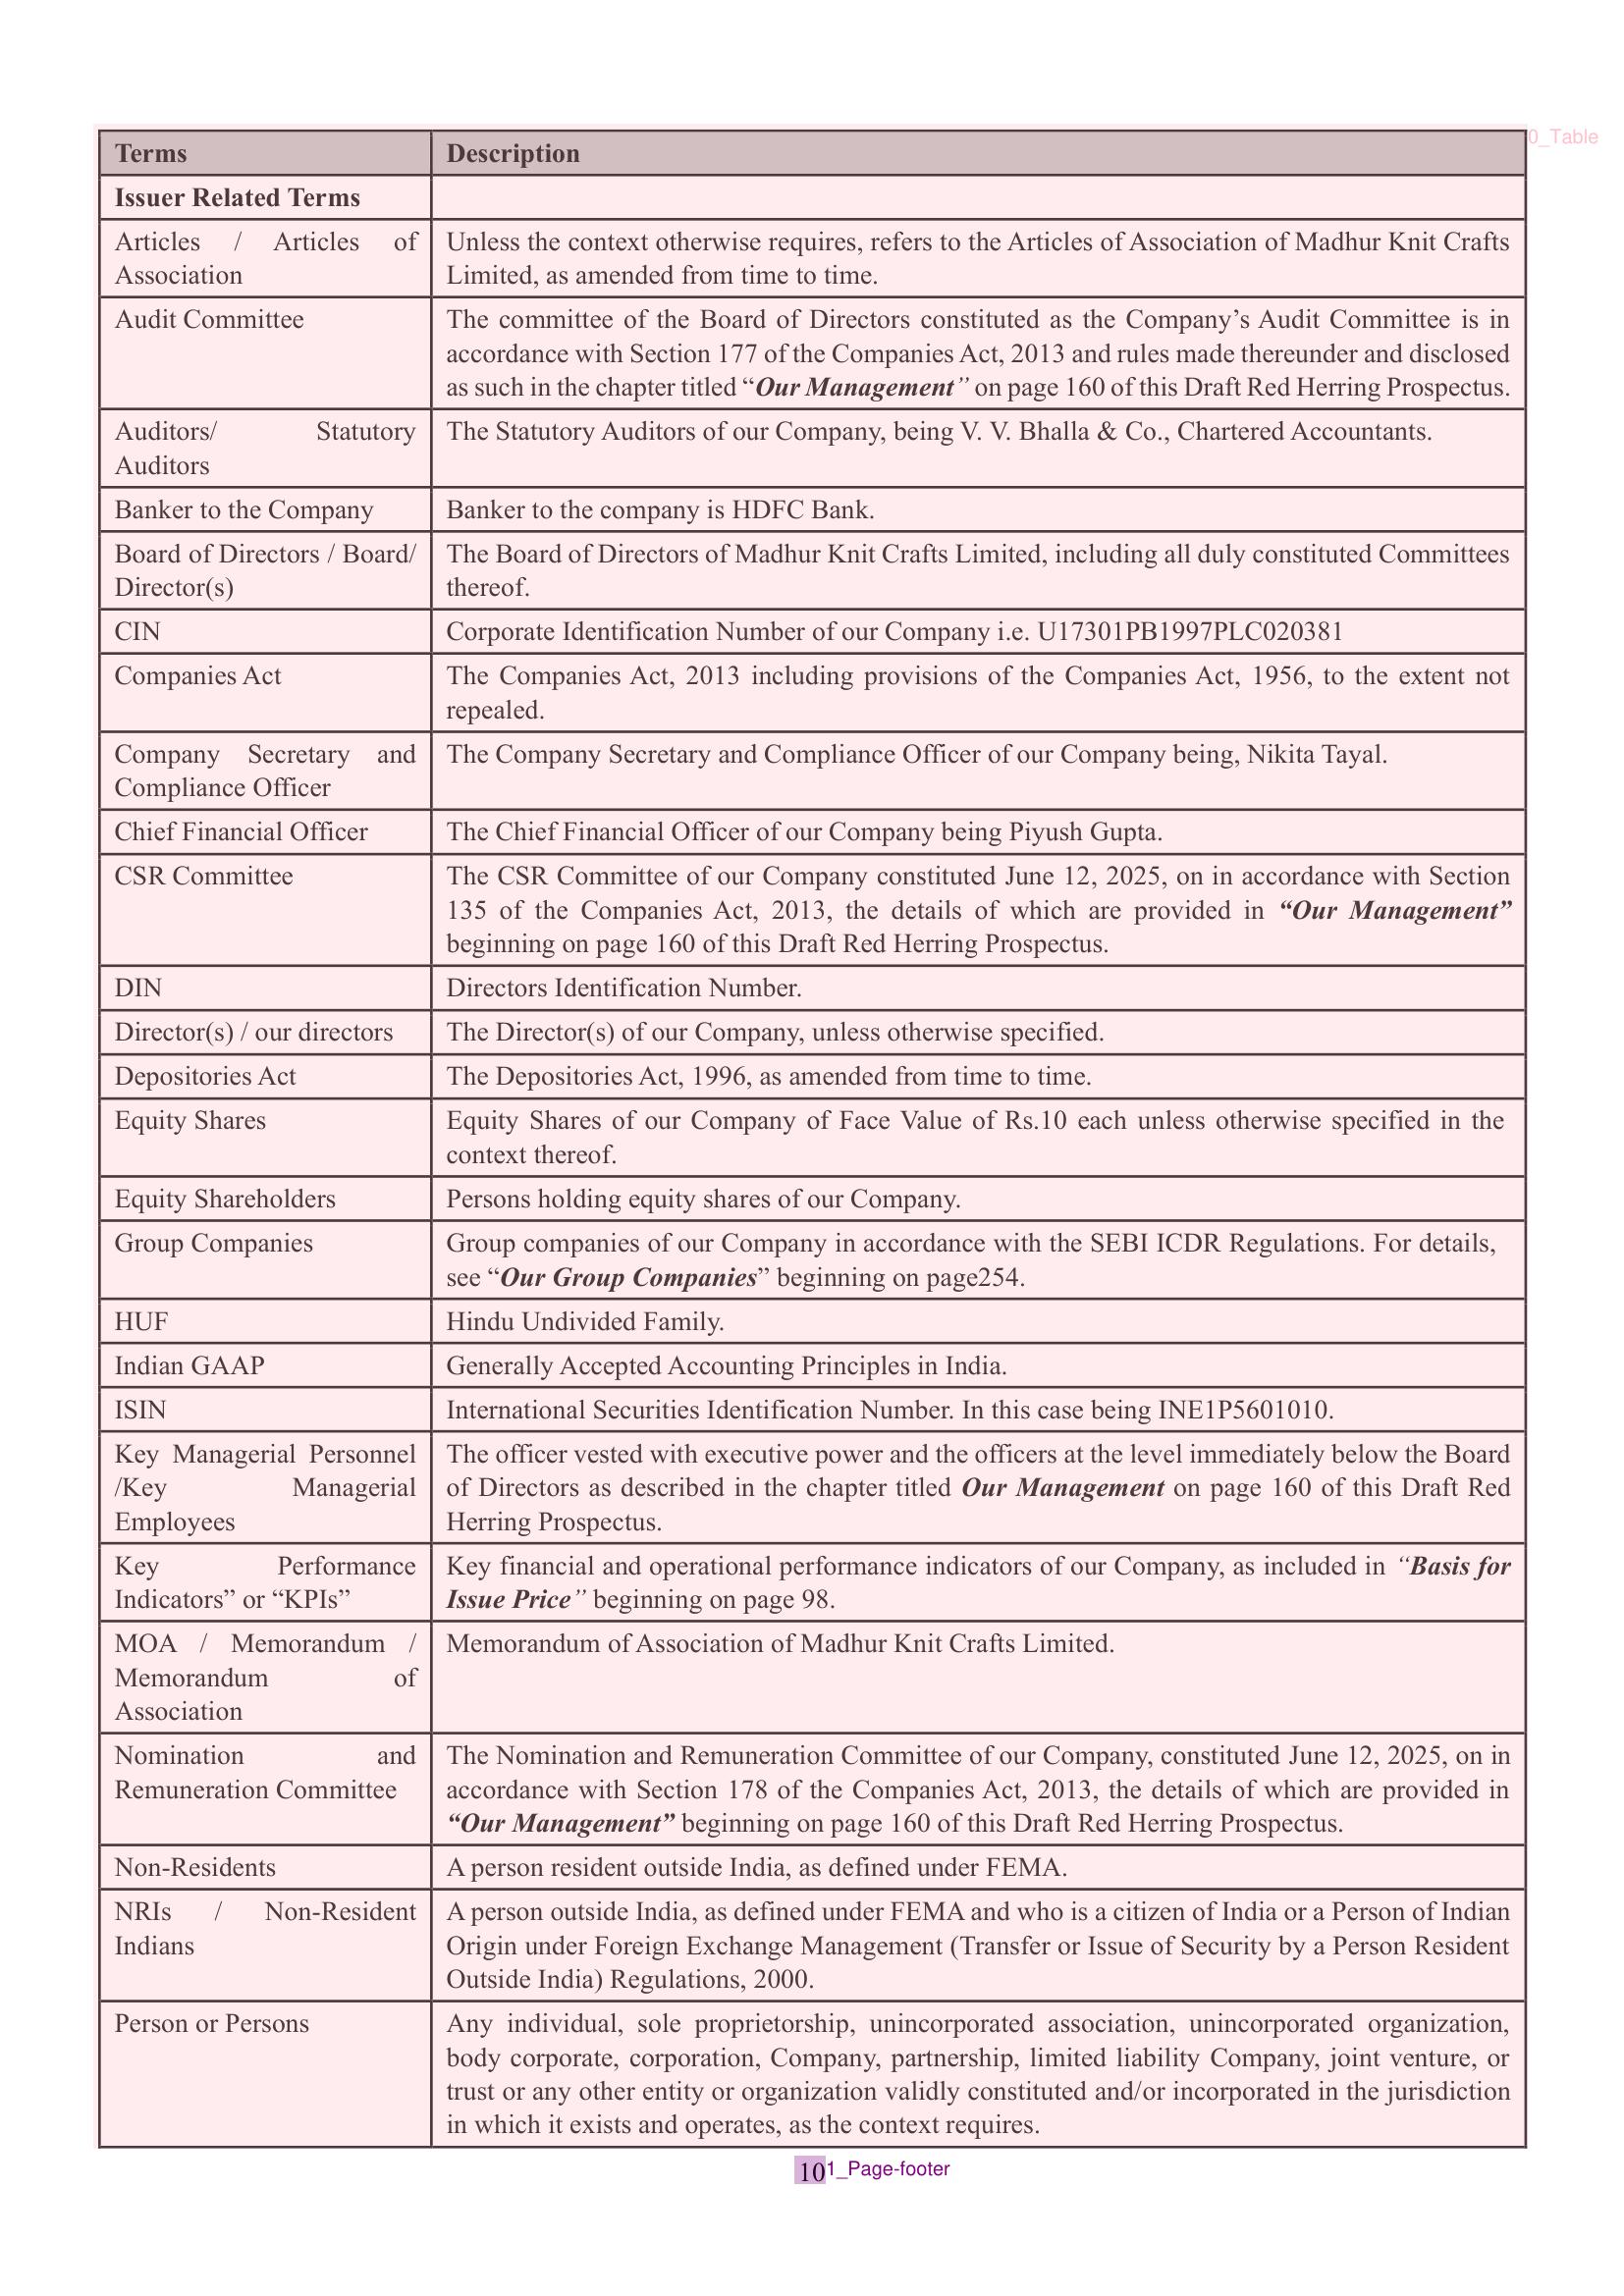 Terms Description
Issuer Related Terms
Articles / Articles of Association
Unless the context otherwise requires, refers to the Articles of Association of Madhur Knit Crafts
Limited, as amended from time to time.
Audit Committee
The committee of the Board of Directors constituted as the Company’s Audit Committee is in
accordance with Section 177 of the Companies Act, 2013 and rules made thereunder and disclosed
as such in the chapter titled “Our Management” on page 160 of this Draft Red Herring Prospectus.
Auditors/ Statutory
Auditors
The Statutory Auditors of our Company, being V. V. Bhalla & Co., Chartered Accountants.
Banker to the Company
Banker to the company is HDFC Bank.
Board of Directors / Board/
Director(s)
The Board of Directors of Madhur Knit Crafts Limited, including all duly constituted Committees
thereof.
CIN
Corporate Identification Number of our Company i.e. U17301PB1997PLC020381
Companies Act
The Companies Act, 2013 including provisions of the Companies Act, 1956, to the extent not
repealed.
Company Secretary and
Compliance Officer
The Company Secretary and Compliance Officer of our Company being, Nikita Tayal.
Chief Financial Officer
The Chief Financial Officer of our Company being Piyush Gupta.
CSR Committee
The CSR Committee of our Company constituted June 12, 2025, on in accordance with Section
135 of the Companies Act, 2013, the details of which are provided in “Our Management”
beginning on page 160 of this Draft Red Herring Prospectus.
DIN
Directors Identification Number.
Director(s) / our directors
The Director(s) of our Company, unless otherwise specified.
Depositories Act
The Depositories Act, 1996, as amended from time to time.
Equity Shares
Equity Shares of our Company of Face Value of Rs.10 each unless otherwise specified in the
context thereof.
Equity Shareholders
Persons holding equity shares of our Company.
Group Companies
Group companies of our Company in accordance with the SEBI ICDR Regulations. For details,
see “Our Group Companies” beginning on page254.
HUF
Hindu Undivided Family.
Indian GAAP
Generally Accepted Accounting Principles in India.
ISIN
International Securities Identification Number. In this case being INE1P5601010.
Key Managerial Personnel
/Key Managerial
Employees
The officer vested with executive power and the officers at the level immediately below the Board
of Directors as described in the chapter titled Our Management on page 160 of this Draft Red
Herring Prospectus.
Key Performance
Indicators” or “KPIs”
Key financial and operational performance indicators of our Company, as included in “Basis for
Issue Price” beginning on page 98.
MOA / Memorandum /
Memorandum of
Association
Memorandum of Association of Madhur Knit Crafts Limited.
Nomination and
Remuneration Committee
The Nomination and Remuneration Committee of our Company, constituted June 12, 2025, on in
accordance with Section 178 of the Companies Act, 2013, the details of which are provided in
“Our Management” beginning on page 160 of this Draft Red Herring Prospectus.
Non-Residents
A person resident outside India, as defined under FEMA.
NRIs / Non-Resident
Indians
A person outside India, as defined under FEMA and who is a citizen of India or a Person of Indian
Origin under Foreign Exchange Management (Transfer or Issue of Security by a Person Resident
Outside India) Regulations, 2000.
Person or Persons
Any individual, sole proprietorship, unincorporated association, unincorporated organization,
body corporate, corporation, Company, partnership, limited liability Company, joint venture, or
trust or any other entity or organization validly constituted and/or incorporated in the jurisdiction
in which it exists and operates, as the context requires.
0_Table
10
1_Page-footer